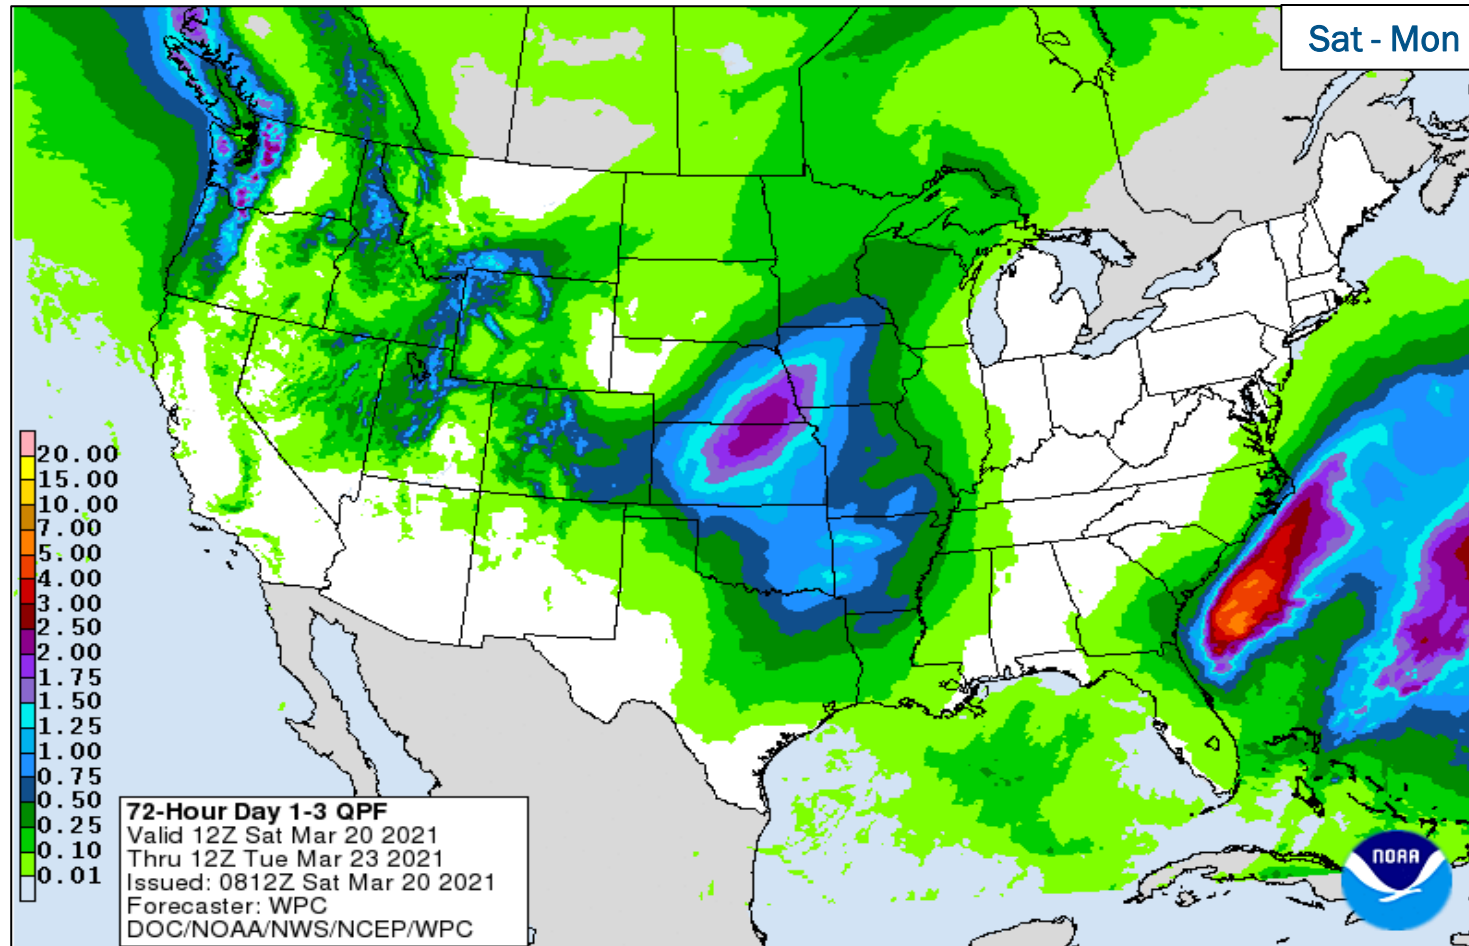 Sat - Mon
20.00
15.00
10.00
7.00
5.00
4.00
3.00
2.50
2.00
1.75
1.50
1.25
1.00
0.75
0.50
0.25
0.10
0.01
72-Hour Day 1-3 QPF
Valid 12Z Sat Mar 20 2021
Thru 12Z Tue Mar 23 2021
Issued: 0812Z Sat Mar 20 2021
Forecaster: WPC
DOC/NOAA/NWS/NCEP/WPC
NOAA